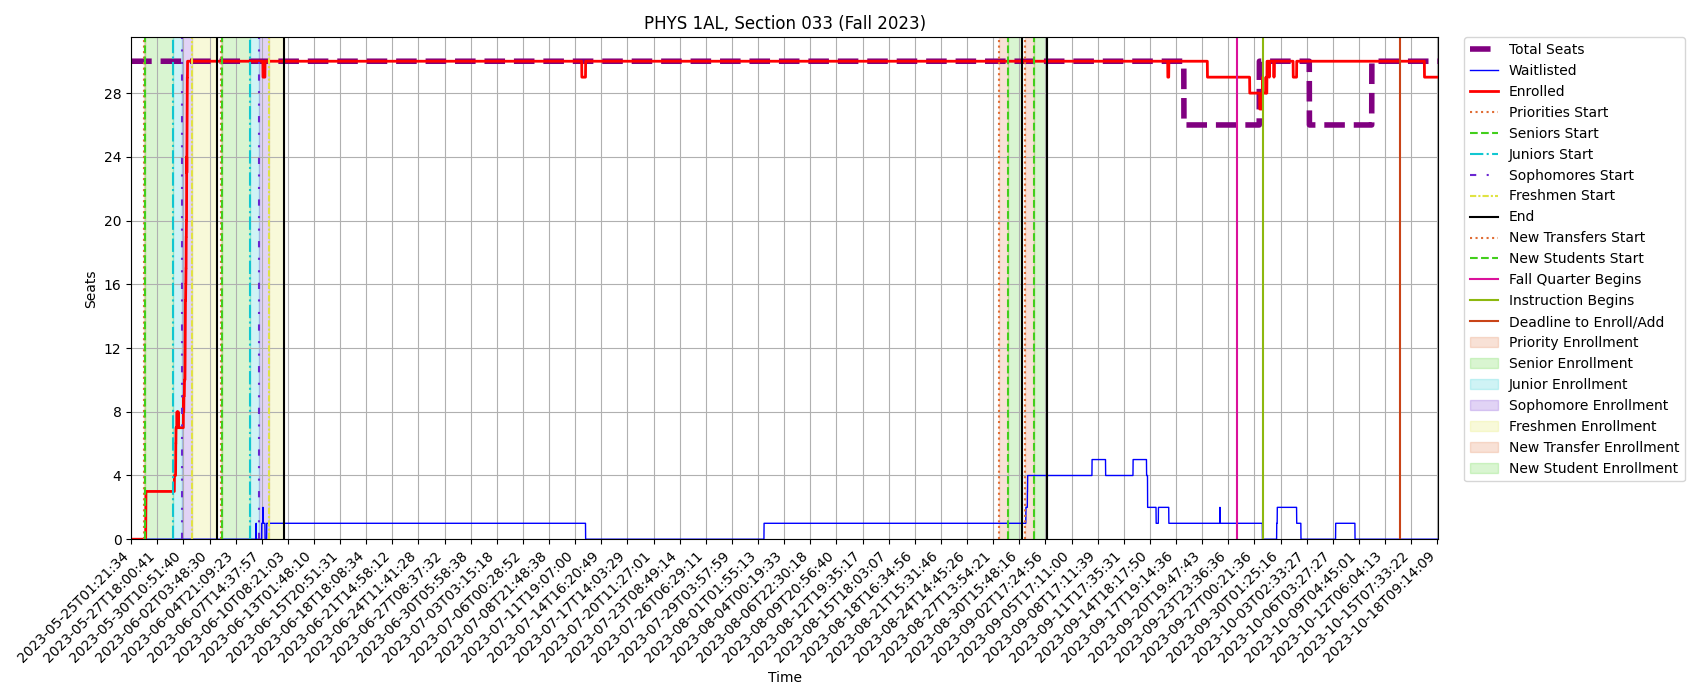 PHYS 1AL, Section 033 (Fall 2023)
Seats
28
24
20
16
12
8
4
0
2023-05-25T01:21:34
2023-05-27T18:00:41
2023-05-30T10:51:40
2023-06-02T03:48:30
2023-06-04T21:09:23
2023-06-07T14:37:57
2023-06-10T08:21:03
2023-06-13T01:48:10
2023-06-15T20:51:31
2023-06-18T18:08:34
2023-06-21T14:58:12
2023-06-24T11:41:28
2023-06-27T08:37:32
2023-06-30T05:58:38
2023-07-03T03:15:18
2023-07-06T00:28:52
2023-07-08T21:48:38
2023-07-11T19:07:00
2023-07-14T16:20:49
2023-07-17T14:03:29
2023-07-20T11:27:01
2023-07-23T08:49:14
2023-07-26T06:29:11
2023-07-29T03:57:59
2023-08-01T01:55:13
2023-08-04T00:19:33
2023-08-06T22:30:18
2023-08-09T20:56:40
2023-08-12T19:35:17
2023-08-15T18:03:07
2023-08-18T16:34:56
2023-08-21T15:31:46
2023-08-24T14:45:26
2023-08-27T13:54:21
2023-08-30T15:48:16
2023-09-02T17:24:56
2023-09-05T17:11:00
2023-09-08T17:11:39
2023-09-11T17:35:31
2023-09-14T18:17:50
2023-09-17T19:14:36
2023-09-20T19:47:43
2023-09-23T23:36:36
2023-09-27T00:21:36
2023-09-30T01:25:16
2023-10-03T02:33:27
2023-10-06T03:27:27
2023-10-09T04:45:01
2023-10-12T06:04:13
2023-10-15T07:33:22
2023-10-18T09:14:09
Time
Total Seats
Waitlisted
Enrolled
Priorities Start
Seniors Start
Juniors Start
Sophomores Start
Freshmen Start
End
New Transfers Start
New Students Start
Fall Quarter Begins
Instruction Begins
Deadline to Enroll/Add
Priority Enrollment
Senior Enrollment
Junior Enrollment
Sophomore Enrollment
Freshmen Enrollment
New Transfer Enrollment
New Student Enrollment